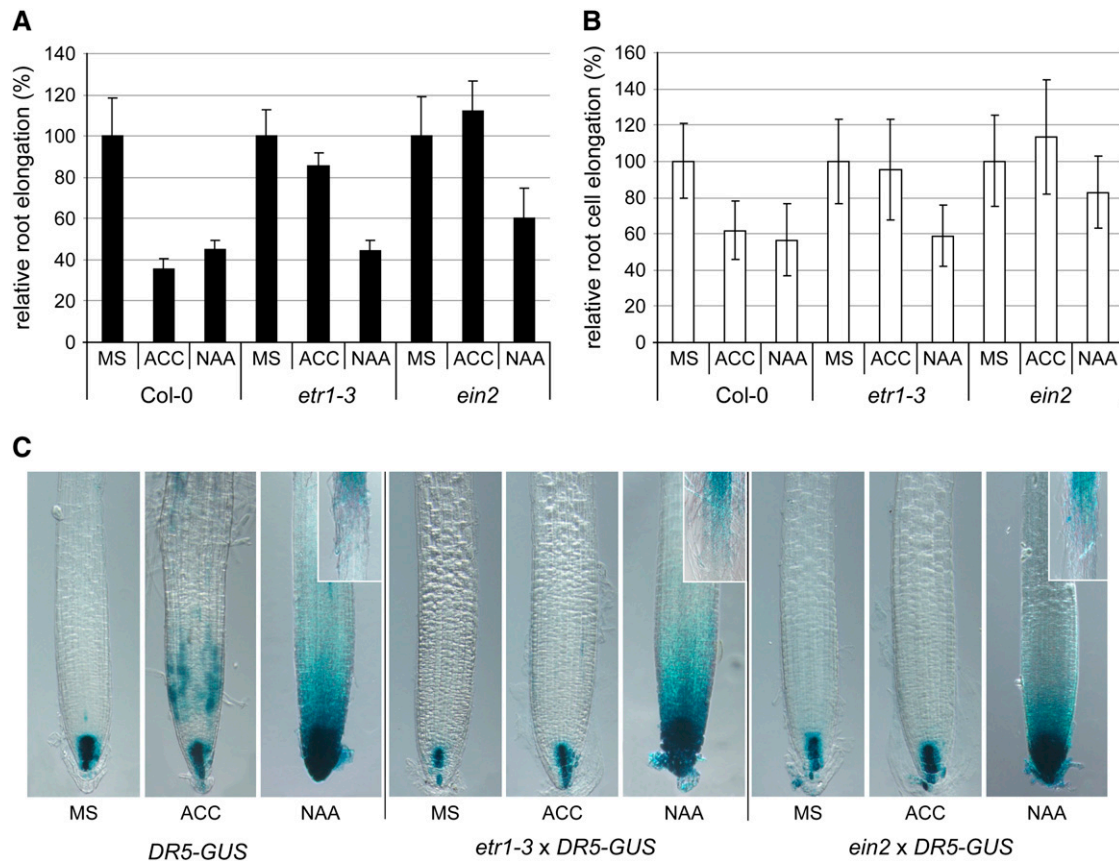 A
relative root elongation (%)
140
120
100
80
60
40
20
0
MS ACC NAA MS ACC NAA MS ACC NAA
Col-0 etr1-3 ein2
B
relative root cell elongation (%)
160
140
120
100
80
60
40
20
0
MS ACC NAA MS ACC NAA MS ACC NAA
Col-0 etr1-3 ein2
C
MS ACC NAA MS ACC NAA MS ACC NAA
DR5-GUS etr1-3 x DR5-GUS ein2 x DR5-GUS